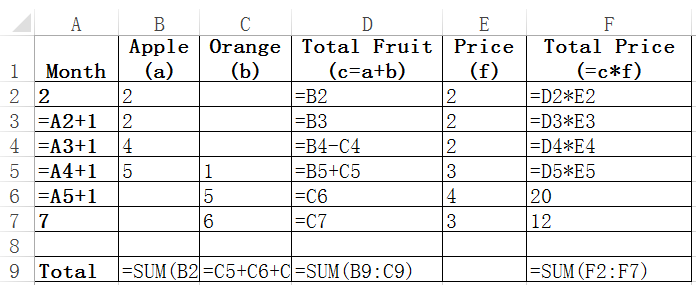 A B C D E F
1 Month Apple (a) Orange (b) Total Fruit (c=a+b) Price (f) Total Price (=c*f)
2 2 2 =B2 2 =D2*E2
3 =A2+1 2 =B3 2 =D3*E3
4 =A3+1 4 =B4-C4 2 =D4*E4
5 =A4+1 5 1 =B5+C5 3 =D5*E5
6 =A5+1 5 =C6 4 20
7 7 6 =C7 3 12
8
9 Total =SUM(B2 =C5+C6+C =SUM(B9:C9) =SUM(F2:F7)